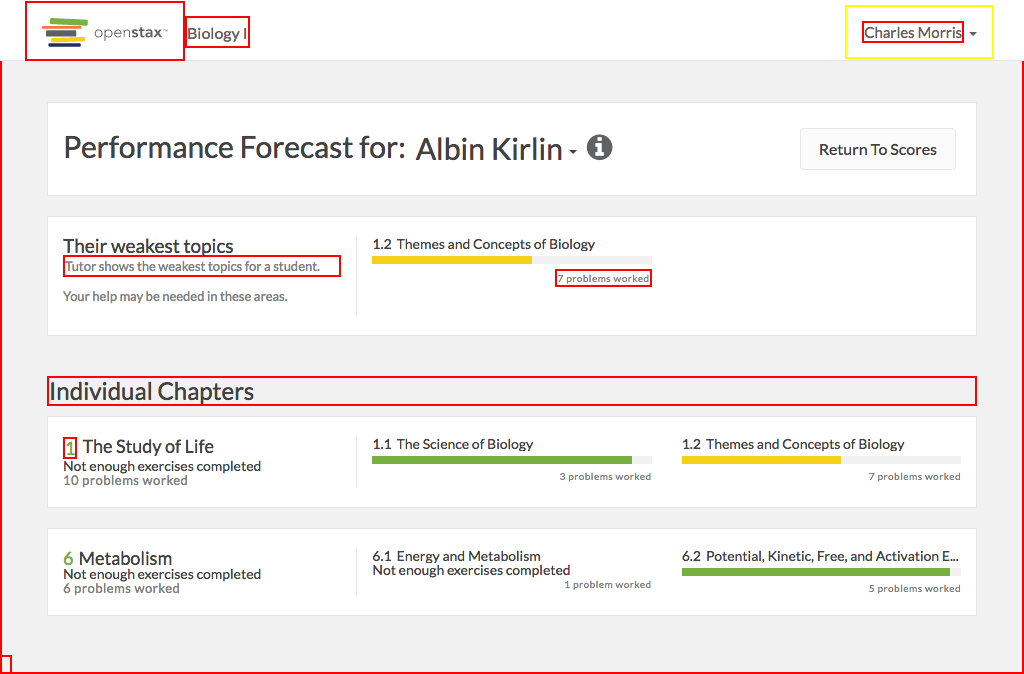 openstax™ Biology I Charles Morris
Performance Forecast for: Albin Kirlin
Return To Scores
Their weakest topics
Tutor shows the weakest topics for a student.
Your help may be needed in these areas.
1.2 Themes and Concepts of Biology
7 problems worked
Individual Chapters
1 The Study of Life
Not enough exercises completed
10 problems worked
1.1 The Science of Biology
3 problems worked
1.2 Themes and Concepts of Biology
7 problems worked
6 Metabolism
Not enough exercises completed
6 problems worked
6.1 Energy and Metabolism
Not enough exercises completed
1 problem worked
6.2 Potential, Kinetic, Free, and Activation E...
5 problems worked